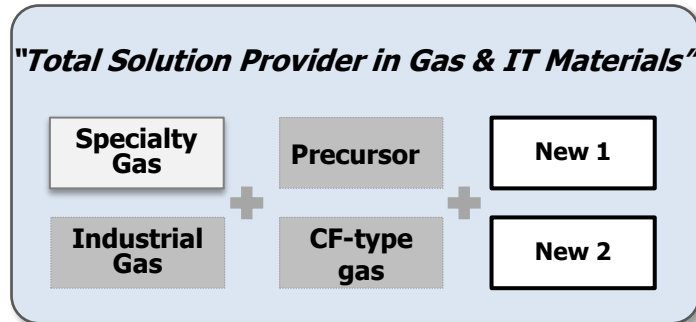 “Total Solution Provider in Gas & IT Materials”
Specialty
Gas
Precursor
New 1
Industrial
Gas
CF-type
gas
New 2